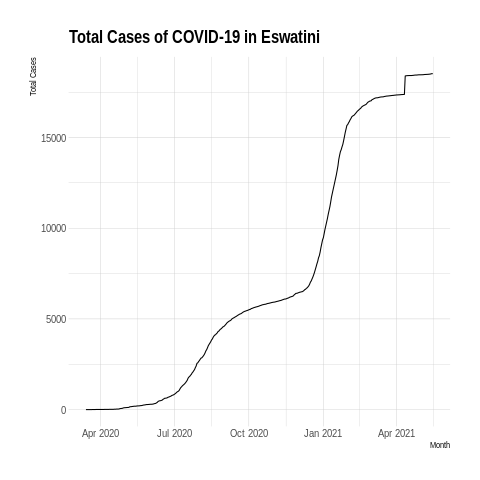 Total Cases of COVID-19 in Eswatini
Total Cases
15000
10000
5000
0
Apr 2020 Jul 2020 Oct 2020 Jan 2021 Apr 2021
Month